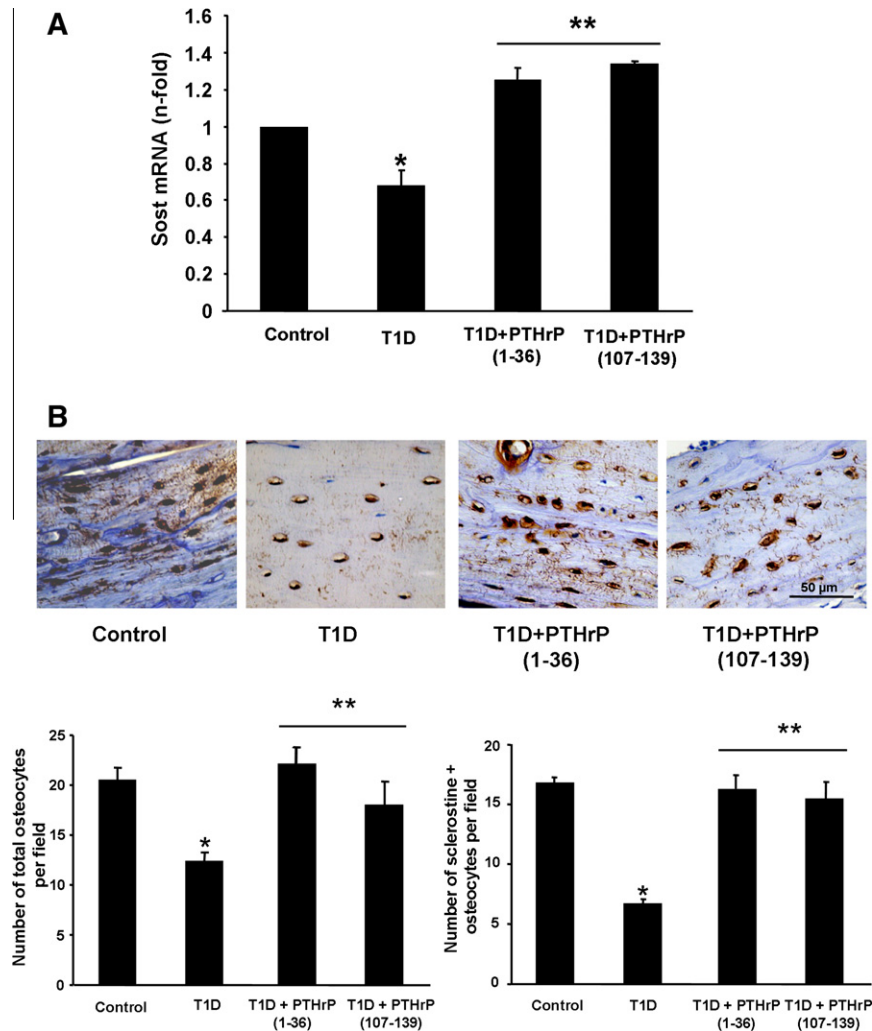 A
Sost mRNA (n-fold)
1.6
1.4
1.2
1
0.8
0.6
0.4
0.2
0
*
**
Control
T1D
T1D+PTHrP
(1-36)
T1D+PTHrP
(107-139)
B
50 µm
Control
T1D
T1D+PTHrP
(1-36)
T1D+PTHrP
(107-139)
Number of total osteocytes
per field
25
20
15
10
5
0
*
**
Control
T1D
T1D + PTHrP
(1-36)
T1D + PTHrP
(107-139)
Number of sclerostine +
osteocytes per field
20
15
10
5
0
*
**
Control
T1D
T1D + PTHrP
(1-36)
T1D + PTHrP
(107-139)